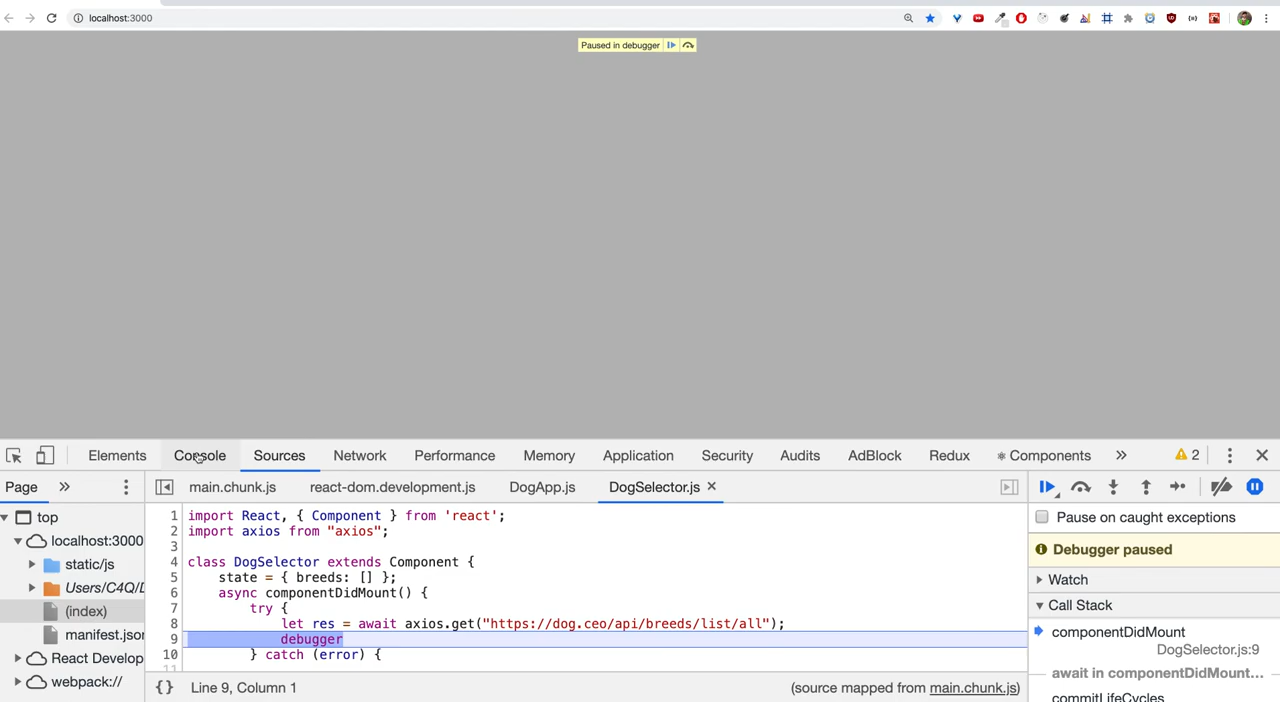 localhost:3000
Paused in debugger
Elements Console Sources Network Performance Memory Application Security Audits AdBlock Redux Components » 2
Page » main.chunk.js react-dom.development.js DogApp.js DogSelector.js ×
top
localhost:3000
static/js
Users/C4Q/D
(index)
manifest.jso
React Develop
webpack://
1 import React, { Component } from 'react';
2 import axios from "axios";
3
4 class DogSelector extends Component {
5 state = { breeds: [] };
6 async componentDidMount() {
7 try {
8 let res = await axios.get("https://dog.ceo/api/breeds/list/all");
9 debugger
10 } catch (error) {
11
{} Line 9, Column 1 (source mapped from main.chunk.js)
Pause on caught exceptions
Debugger paused
Watch
Call Stack
componentDidMount
DogSelector.js:9
await in componentDidMount...
commitLifeCycles